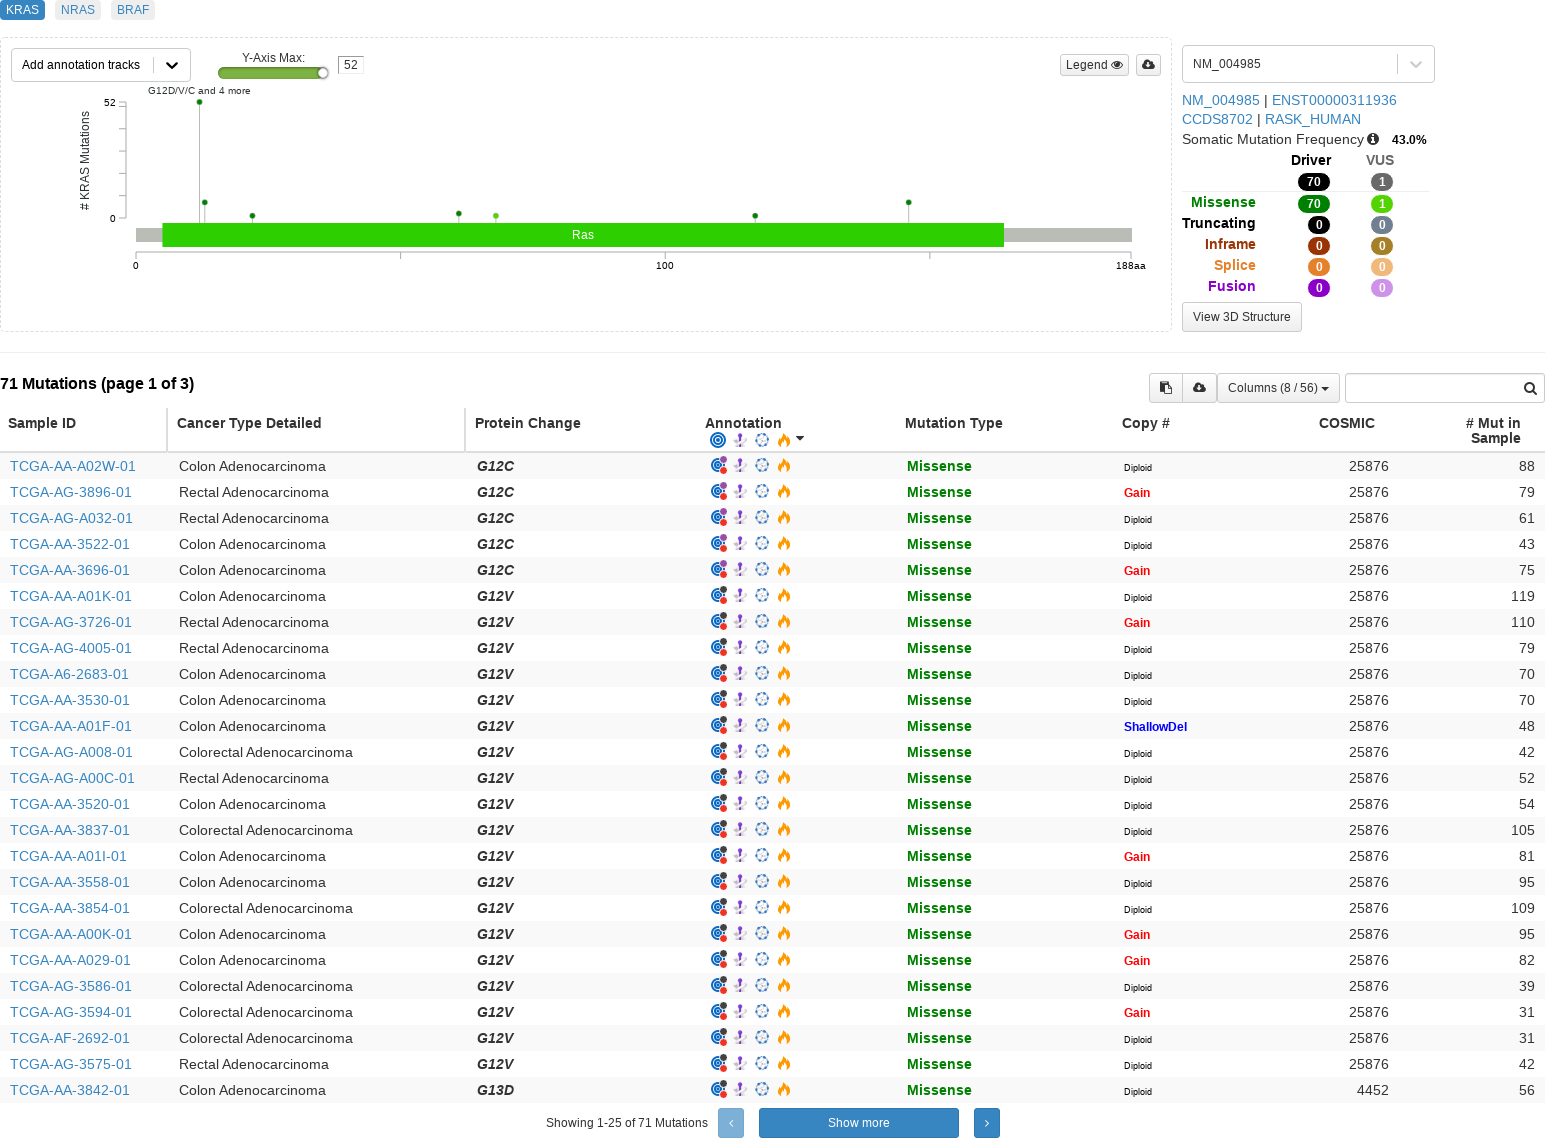 KRAS NRAS BRAF
Add annotation tracks
Y-Axis Max: 52
Legend
G12D/V/C and 4 more
52
# KRAS Mutations
0
Ras
0 100 188aa
NM_004985
NM_004985 | ENST00000311936
CCDS8702 | RASK_HUMAN
Somatic Mutation Frequency 43.0%
Driver VUS
70 1
Missense 70 1
Truncating 0 0
Inframe 0 0
Splice 0 0
Fusion 0 0
View 3D Structure
71 Mutations (page 1 of 3)
Columns (8 / 56)
Sample ID Cancer Type Detailed Protein Change Annotation Mutation Type Copy # COSMIC # Mut in
Sample
TCGA-AA-A02W-01 Colon Adenocarcinoma G12C Missense Diploid 25876 88
TCGA-AG-3896-01 Rectal Adenocarcinoma G12C Missense Gain 25876 79
TCGA-AG-A032-01 Rectal Adenocarcinoma G12C Missense Diploid 25876 61
TCGA-AA-3522-01 Colon Adenocarcinoma G12C Missense Diploid 25876 43
TCGA-AA-3696-01 Colon Adenocarcinoma G12C Missense Gain 25876 75
TCGA-AA-A01K-01 Colon Adenocarcinoma G12V Missense Diploid 25876 119
TCGA-AG-3726-01 Rectal Adenocarcinoma G12V Missense Gain 25876 110
TCGA-AG-4005-01 Rectal Adenocarcinoma G12V Missense Diploid 25876 79
TCGA-A6-2683-01 Colon Adenocarcinoma G12V Missense Diploid 25876 70
TCGA-AA-3530-01 Colon Adenocarcinoma G12V Missense Diploid 25876 70
TCGA-AA-A01F-01 Colon Adenocarcinoma G12V Missense ShallowDel 25876 48
TCGA-AG-A008-01 Colorectal Adenocarcinoma G12V Missense Diploid 25876 42
TCGA-AG-A00C-01 Rectal Adenocarcinoma G12V Missense Diploid 25876 52
TCGA-AA-3520-01 Colon Adenocarcinoma G12V Missense Diploid 25876 54
TCGA-AA-3837-01 Colorectal Adenocarcinoma G12V Missense Diploid 25876 105
TCGA-AA-A01I-01 Colon Adenocarcinoma G12V Missense Gain 25876 81
TCGA-AA-3558-01 Colon Adenocarcinoma G12V Missense Diploid 25876 95
TCGA-AA-3854-01 Colorectal Adenocarcinoma G12V Missense Diploid 25876 109
TCGA-AA-A00K-01 Colon Adenocarcinoma G12V Missense Gain 25876 95
TCGA-AA-A029-01 Colon Adenocarcinoma G12V Missense Gain 25876 82
TCGA-AG-3586-01 Colorectal Adenocarcinoma G12V Missense Diploid 25876 39
TCGA-AG-3594-01 Colorectal Adenocarcinoma G12V Missense Gain 25876 31
TCGA-AF-2692-01 Colorectal Adenocarcinoma G12V Missense Diploid 25876 31
TCGA-AG-3575-01 Rectal Adenocarcinoma G12V Missense Diploid 25876 42
TCGA-AA-3842-01 Colon Adenocarcinoma G13D Missense Diploid 4452 56
Showing 1-25 of 71 Mutations ‹ Show more ›